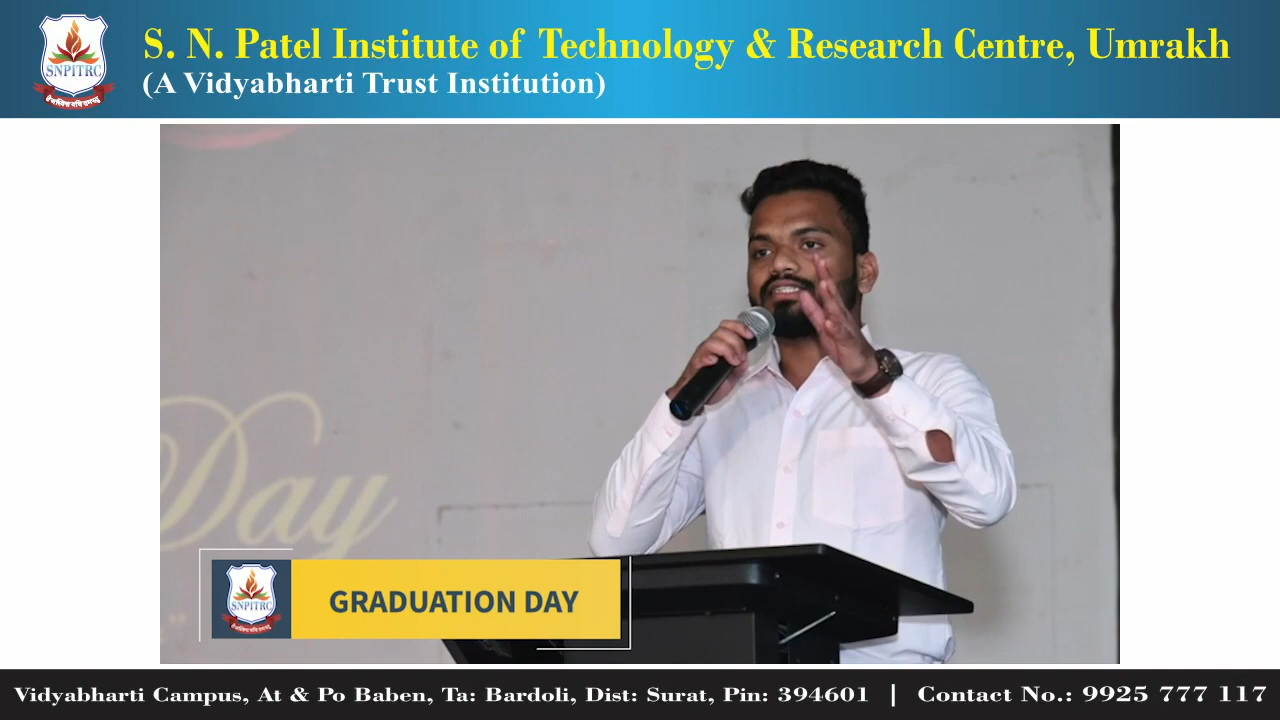 S. N. Patel Institute of Technology & Research Centre, Umrakh
SNPITRC
(A Vidyabharti Trust Institution)
Day
SNPITRC
GRADUATION DAY
Vidyabharti Campus, At & Po Baben, Ta: Bardoli, Dist: Surat, Pin: 394601 | Contact No.: 9925 777 117